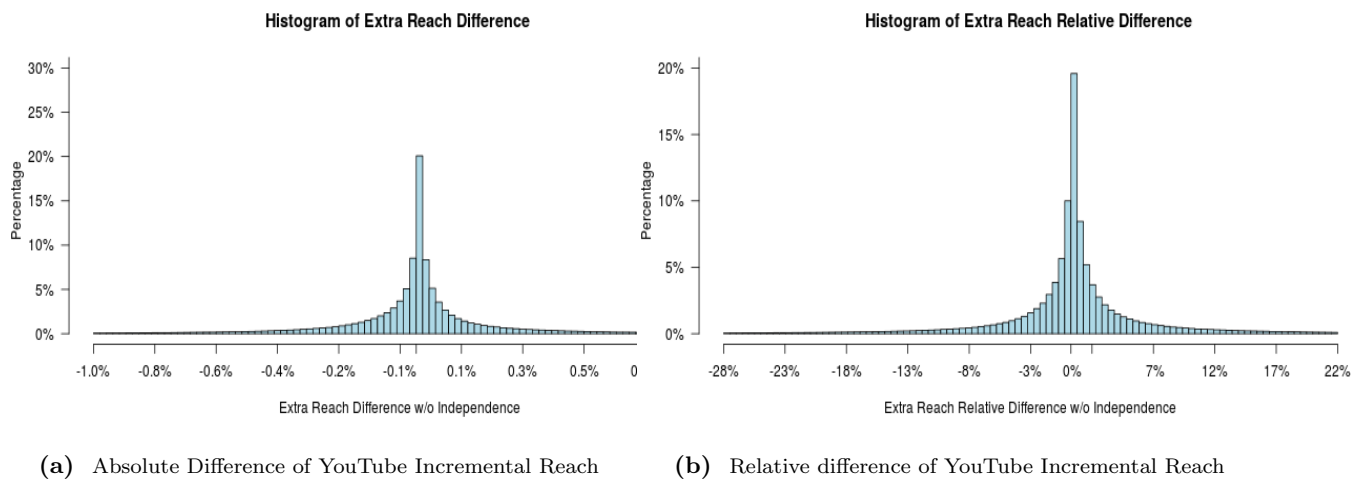 Histogram of Extra Reach Difference
Percentage
30%
25%
20%
15%
10%
5%
0%
-1.0% -0.8% -0.6% -0.4% -0.2% -0.1% 0.1% 0.3% 0.5% 0
Extra Reach Difference w/o Independence
(a) Absolute Difference of YouTube Incremental Reach
Histogram of Extra Reach Relative Difference
Percentage
20%
15%
10%
5%
0%
-28% -23% -18% -13% -8% -3% 0% 7% 12% 17% 22%
Extra Reach Relative Difference w/o Independence
(b) Relative difference of YouTube Incremental Reach